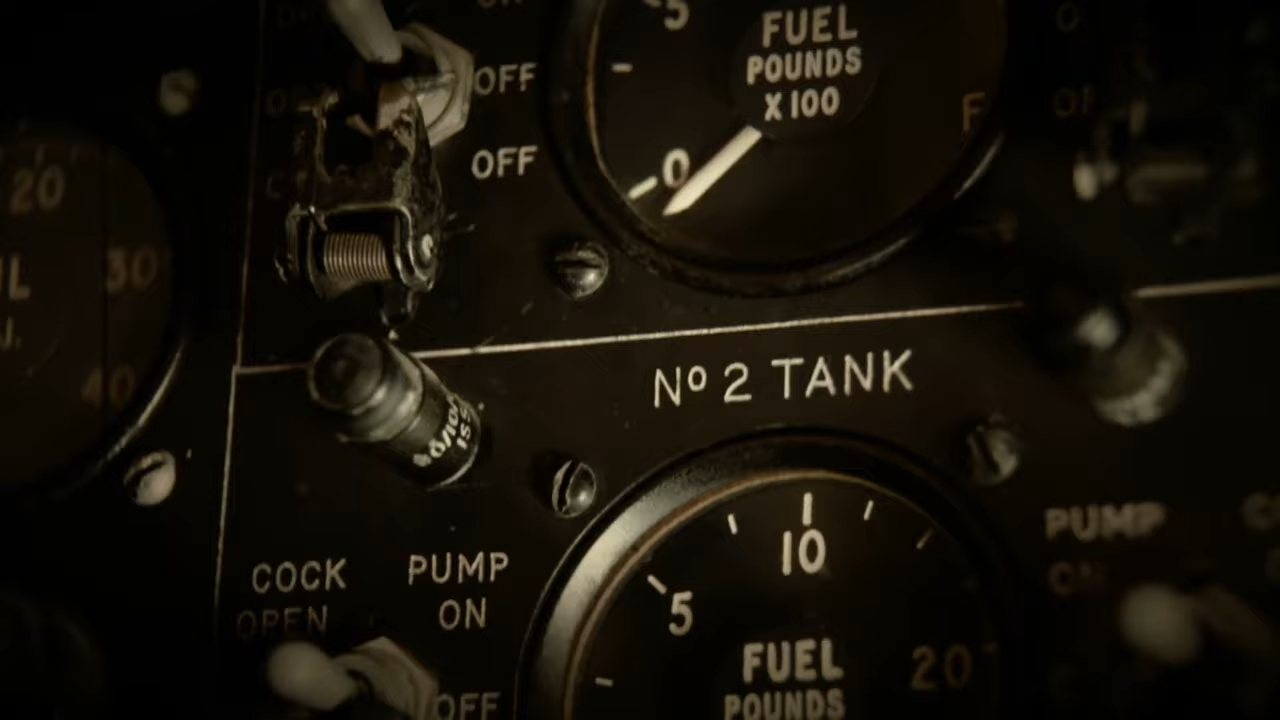 OFF
OFF
5
FUEL
POUNDS
X 100
0
F
20
30
40
Nº 2 TANK
COCK
OPEN
PUMP
ON
OFF
10
5
20
FUEL
POUNDS
PUMP
ON